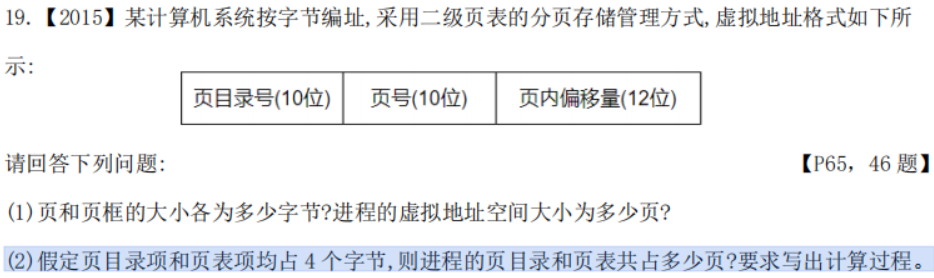 19.【2015】某计算机系统按字节编址,采用二级页表的分页存储管理方式,虚拟地址格式如下所
示:
页目录号(10位) 页号(10位) 页内偏移量(12位)
请回答下列问题: 【P65, 46 题】
(1)页和页框的大小各为多少字节?进程的虚拟地址空间大小为多少页?
(2)假定页目录项和页表项均占 4 个字节,则进程的页目录和页表共占多少页?要求写出计算过程。